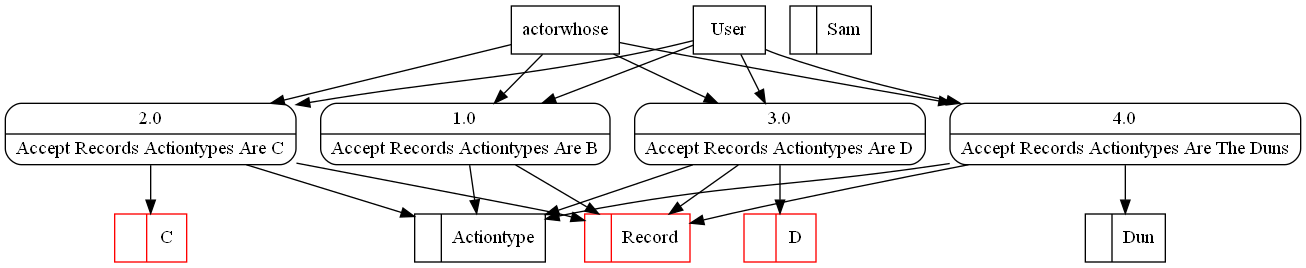 actorwhose
User
Sam
2.0
Accept Records Actiontypes Are C
1.0
Accept Records Actiontypes Are B
3.0
Accept Records Actiontypes Are D
4.0
Accept Records Actiontypes Are The Duns
C
Actiontype
Record
D
Dun